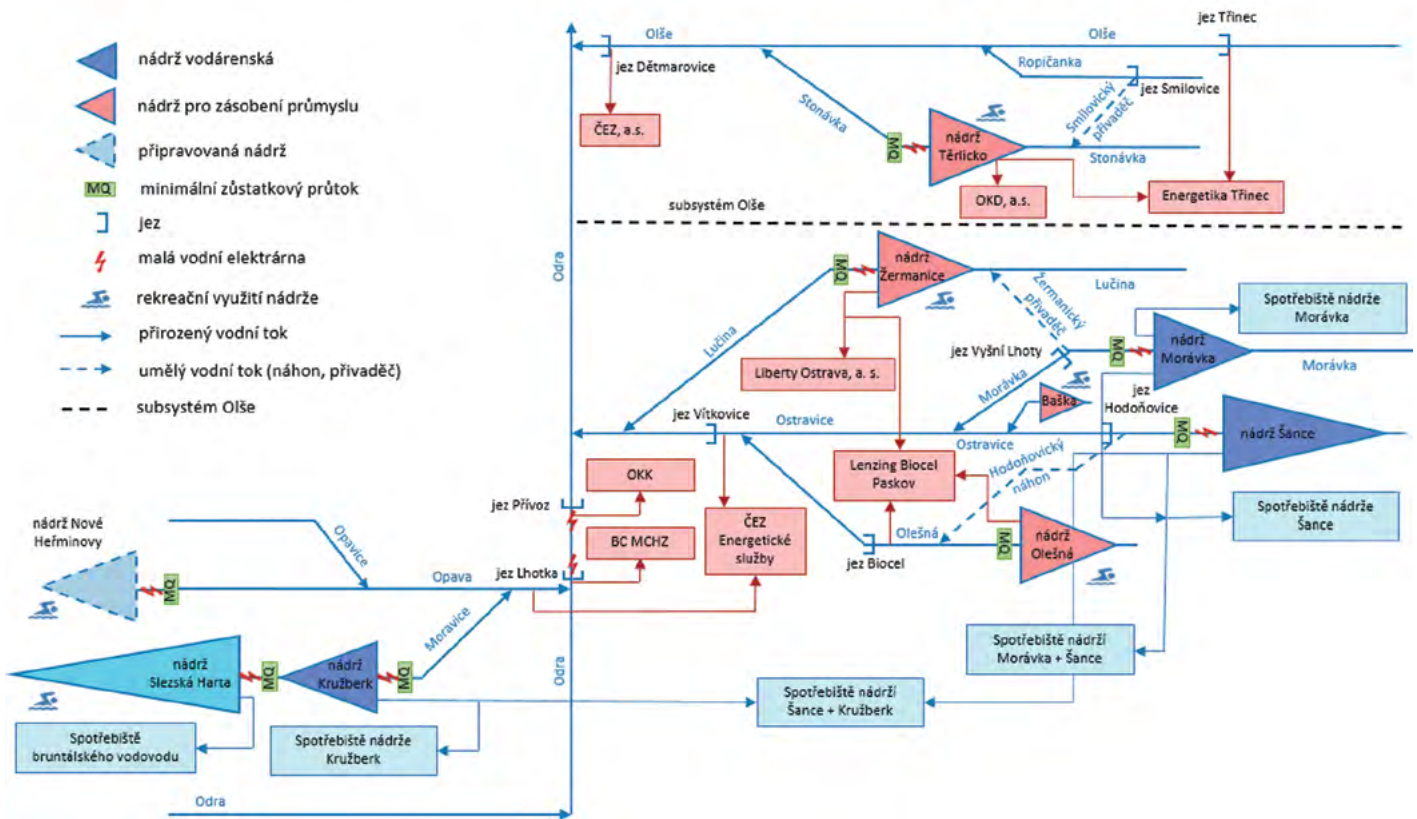 nádrž vodárenská
nádrž pro zásobení průmyslu
připravovaná nádrž
MQ
minimální zůstatkový průtok
jez
malá vodní elektrárna
rekreační využití nádrže
přirozený vodní tok
umělý vodní tok (náhon, přivaděč)
subsystém Olše
jez Třinec
Olše
Olše
jez Dětmarovice
Ropičanka
jez Smilovice
Smilovický
přivaděč
Stonávka
ČEZ, a.s.
MQ
nádrž
Těrlicko
Stonávka
OKD, a.s.
Energetika Třinec
subsystém Olše
Odra
MQ
nádrž
Žermanice
Žermanický
přivaděč
Lučina
Spotřebiště nádrže
Morávka
Lučina
jez Vyšní Lhoty
MQ
nádrž
Morávka
Morávka
Liberty Ostrava, a. s.
Morávka
Baška
jez
Hodoňovice
jez Vítkovice
Ostravice
Ostravice
MQ
nádrž Šance
OKK
Lenzing Biocel
Paskov
Hodoňovický
náhon
jez Přívoz
Spotřebiště nádrže
Šance
nádrž Nové
Heřminovy
Opavice
BC MCHZ
ČEZ
Energetické
služby
Olešná
jez Biocel
MQ
nádrž
Olešná
MQ
Opava
jez Lhotka
Moravice
Spotřebiště nádrží
Morávka + Šance
nádrž
Slezská Harta
MQ
nádrž
Kružberk
MQ
Odra
Spotřebiště nádrží
Šance + Kružberk
Spotřebiště
bruntálského vodovodu
Spotřebiště nádrže
Kružberk
Odra